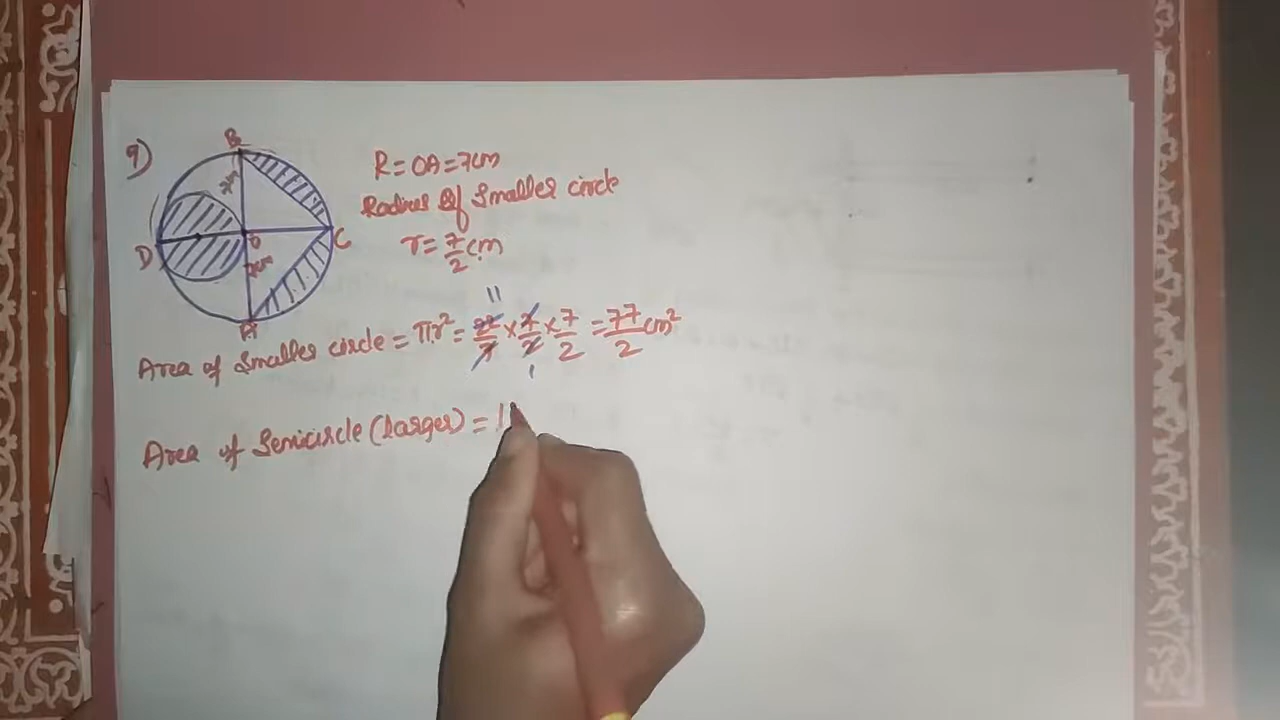 9)
B
7cm
D
O
C
7cm
A
R = OA = 7cm
Radius of Smaller circle
r = 7/2 cm
11
Area of Smaller circle = πr² = 22/7 × 7/2 × 7/2 = 77/2 cm²
1
Area of Semicircle (larger) = 1